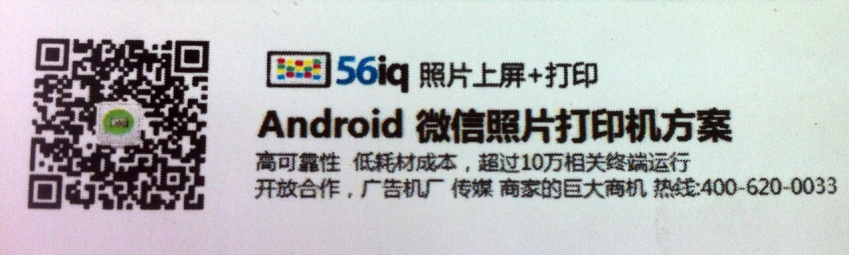 56iq 照片上屏+打印
Android 微信照片打印机方案
高可靠性 低耗材成本，超过10万相关终端运行
开放合作，广告机厂 传媒 商家的巨大商机 热线:400-620-0033